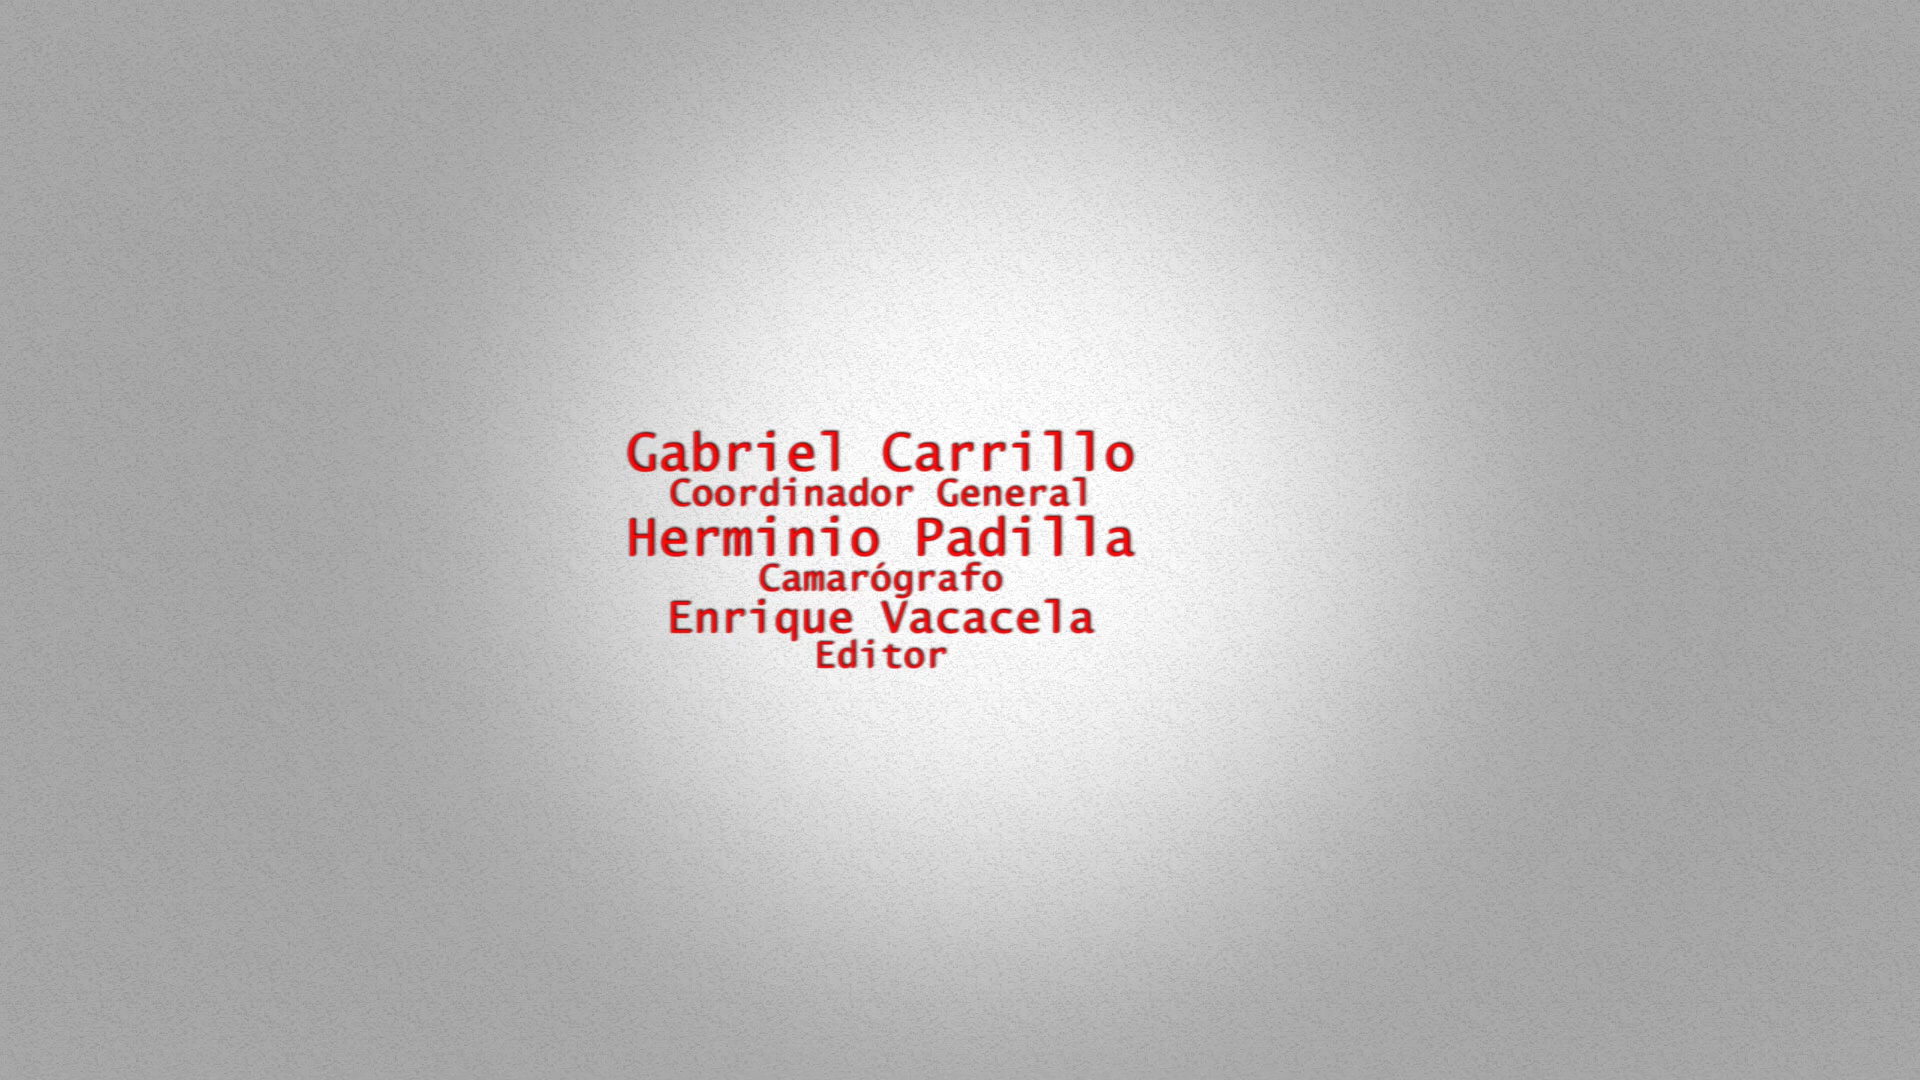 Gabriel Carrillo
Coordinador General
Herminio Padilla
Camarógrafo
Enrique Vacacela
Editor